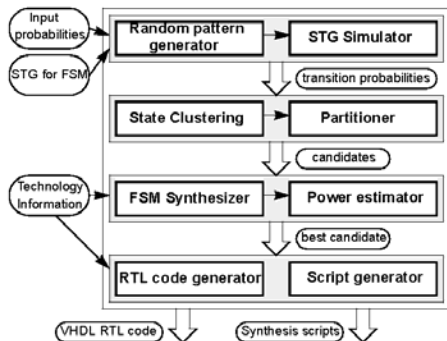 Input
probabilities
Random pattern
generator
STG Simulator
STG for FSM
transition probabilities
State Clustering
Partitioner
candidates
Technology
Information
FSM Synthesizer
Power estimator
best candidate
RTL code generator
Script generator
VHDL RTL code
Synthesis scripts